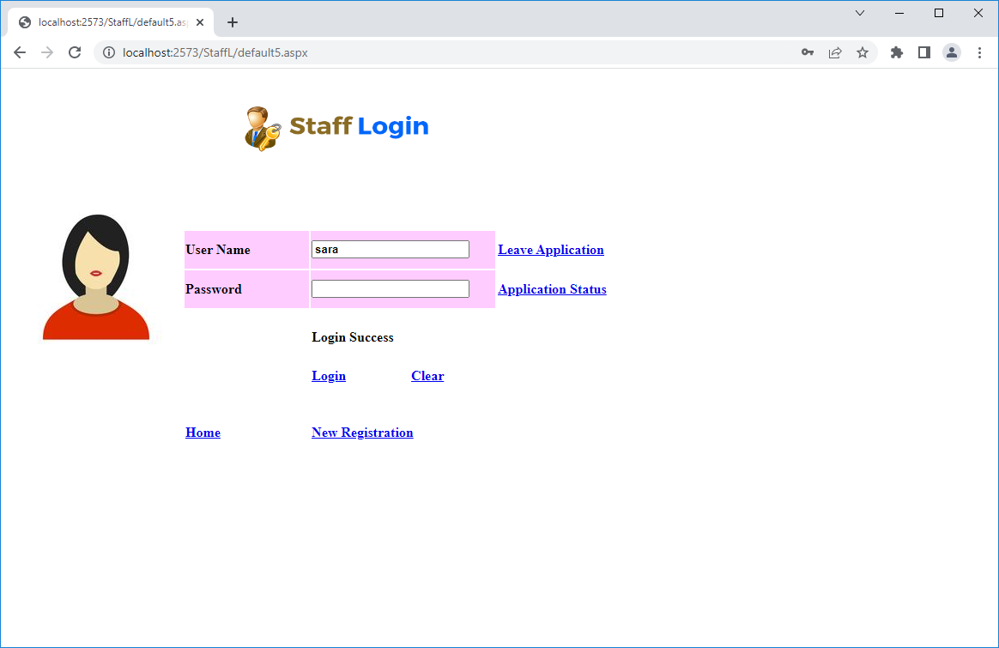 localhost:2573/StaffL/default5.as
localhost:2573/StaffL/default5.aspx
Staff Login
User Name sara Leave Application
Password Application Status
Login Success
Login Clear
Home New Registration